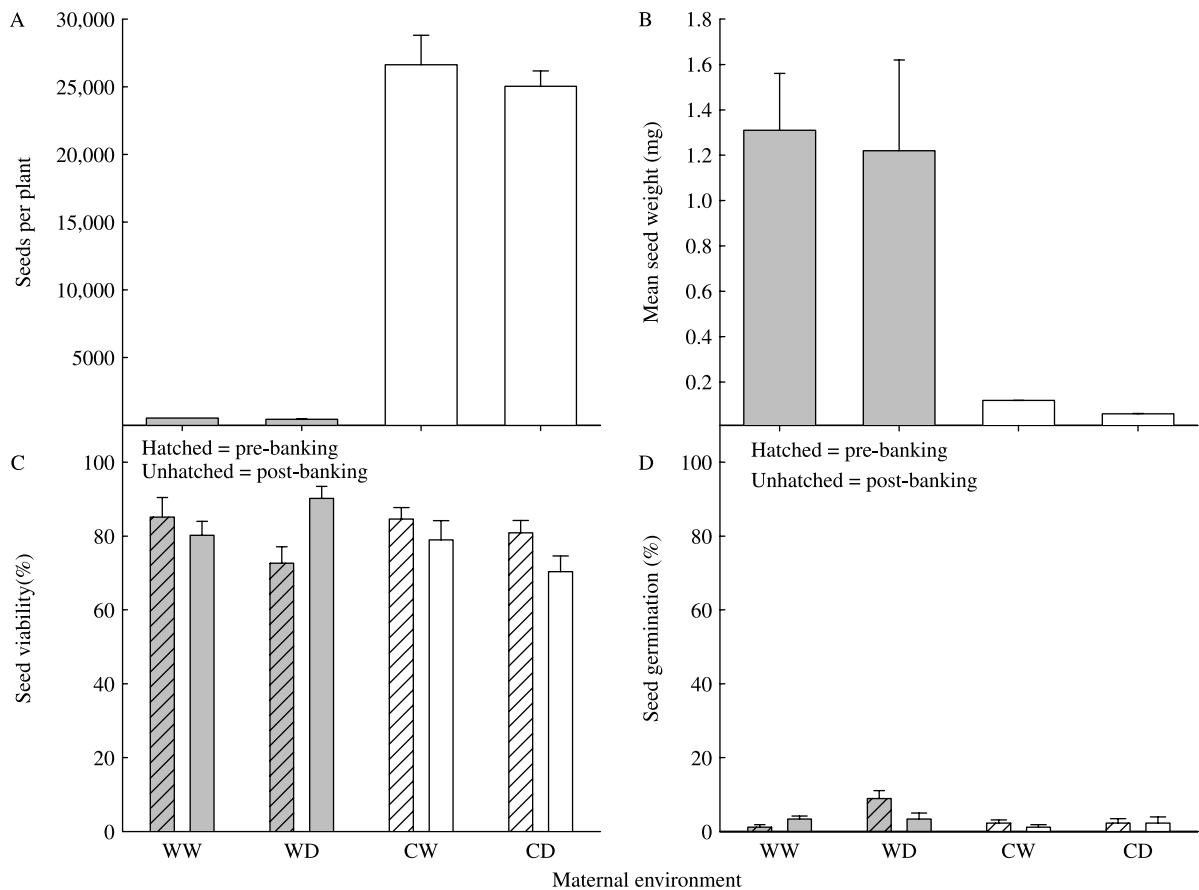 A
30,000
25,000
20,000
15,000
10,000
5000
Seeds per plant
B
1.8
1.6
1.4
1.2
1.0
0.8
0.6
0.4
0.2
Mean seed weight (mg)
C
Hatched = pre-banking
Unhatched = post-banking
100
80
60
40
20
0
Seed viability(%)
WW WD CW CD
D
Hatched = pre-banking
Unhatched = post-banking
100
80
60
40
20
0
Seed germination (%)
WW WD CW CD
Maternal environment